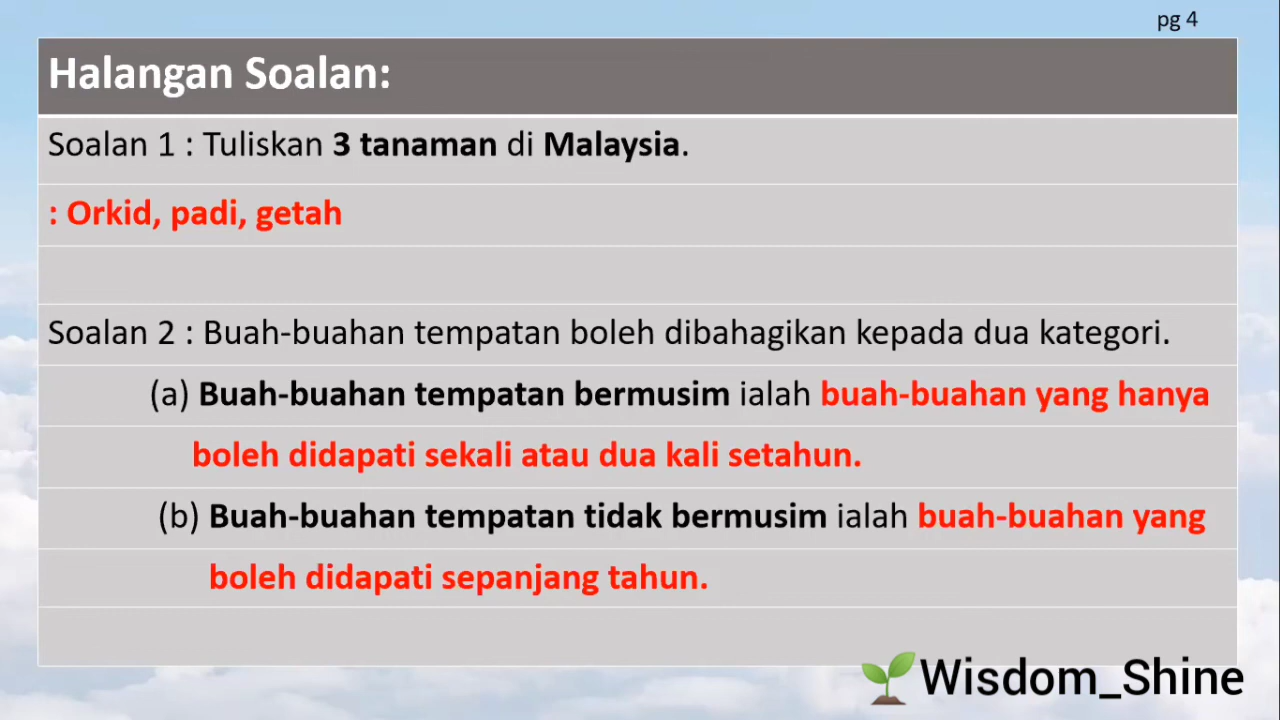 pg 4
Halangan Soalan:
Soalan 1 : Tuliskan 3 tanaman di Malaysia.
: Orkid, padi, getah
Soalan 2 : Buah-buahan tempatan boleh dibahagikan kepada dua kategori.
(a) Buah-buahan tempatan bermusim ialah buah-buahan yang hanya
boleh didapati sekali atau dua kali setahun.
(b) Buah-buahan tempatan tidak bermusim ialah buah-buahan yang
boleh didapati sepanjang tahun.
Wisdom_Shine